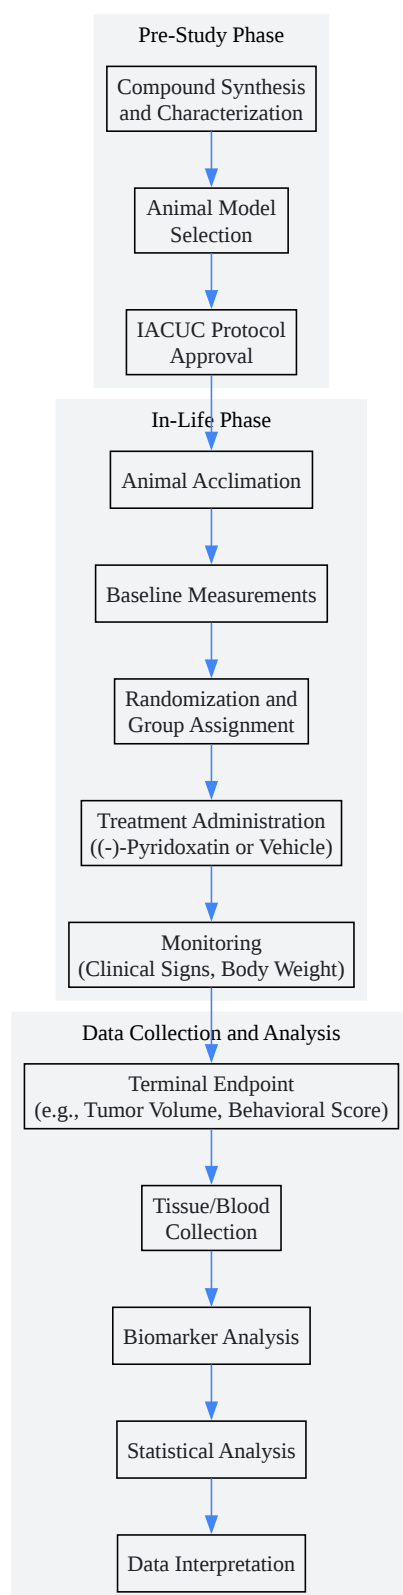 Pre-Study Phase
Compound Synthesis
and Characterization
Animal Model
Selection
IACUC Protocol
Approval
In-Life Phase
Animal Acclimation
Baseline Measurements
Randomization and
Group Assignment
Treatment Administration
((-)-Pyridoxatin or Vehicle)
Monitoring
(Clinical Signs, Body Weight)
Data Collection and Analysis
Terminal Endpoint
(e.g., Tumor Volume, Behavioral Score)
Tissue/Blood
Collection
Biomarker Analysis
Statistical Analysis
Data Interpretation